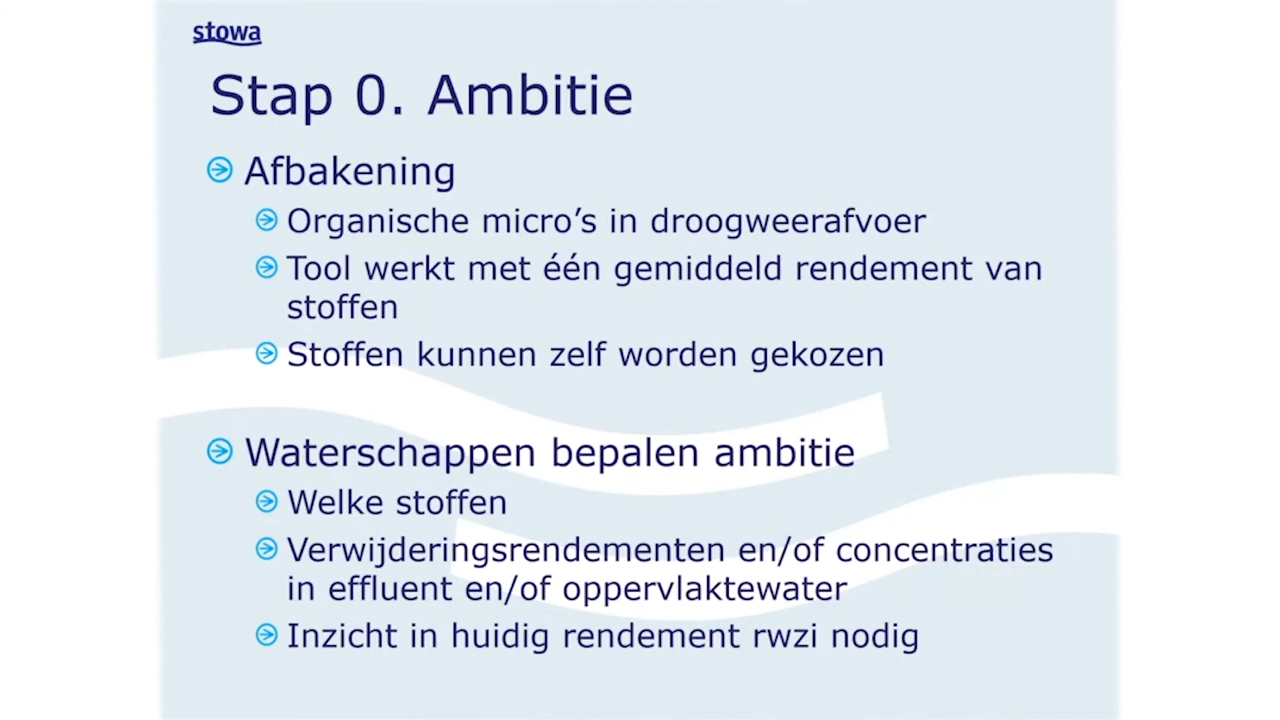 stowa
Stap 0. Ambitie
Afbakening
Organische micro’s in droogweerafvoer
Tool werkt met één gemiddeld rendement van
stoffen
Stoffen kunnen zelf worden gekozen
Waterschappen bepalen ambitie
Welke stoffen
Verwijderingsrendementen en/of concentraties
in effluent en/of oppervlaktewater
Inzicht in huidig rendement rwzi nodig